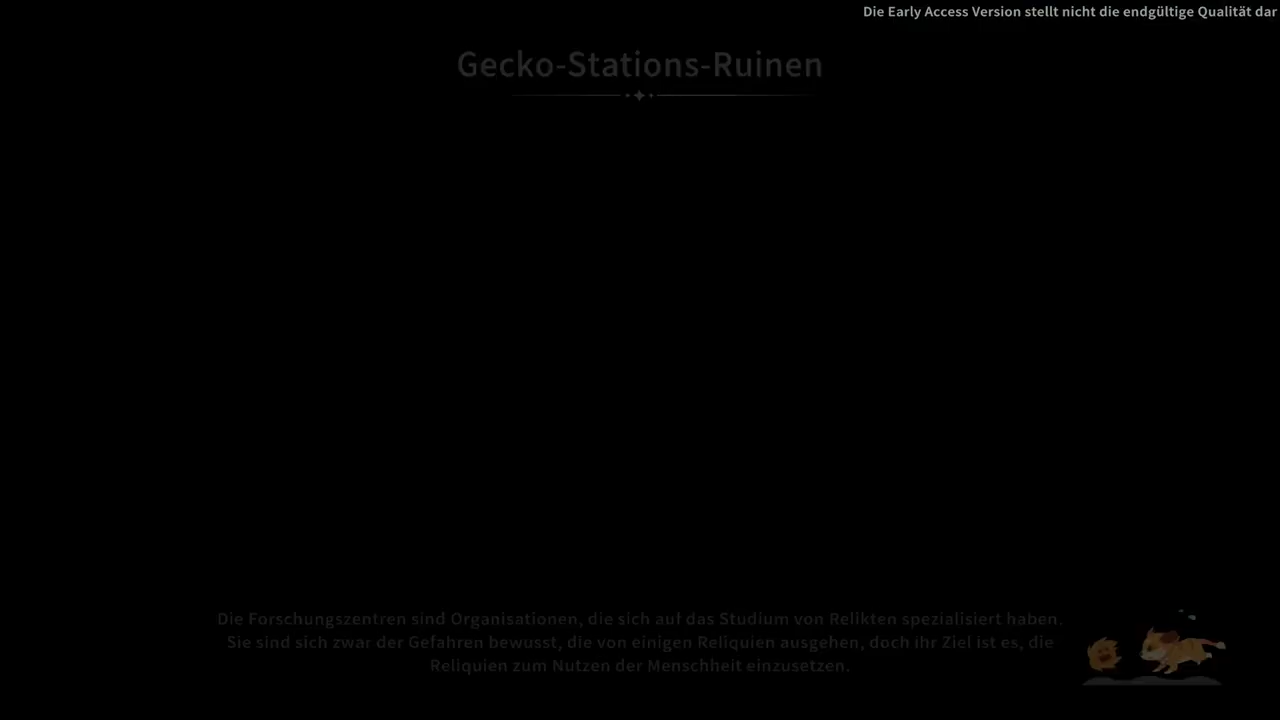 Die Early Access Version stellt nicht die endgültige Qualität dar
Gecko-Stations-Ruinen
Die Forschungszentren sind Organisationen, die sich auf das Studium von Relikten spezialisiert haben.
Sie sind sich zwar der Gefahren bewusst, die von einigen Reliquien ausgehen, doch ihr Ziel ist es, die
Reliquien zum Nutzen der Menschheit einzusetzen.